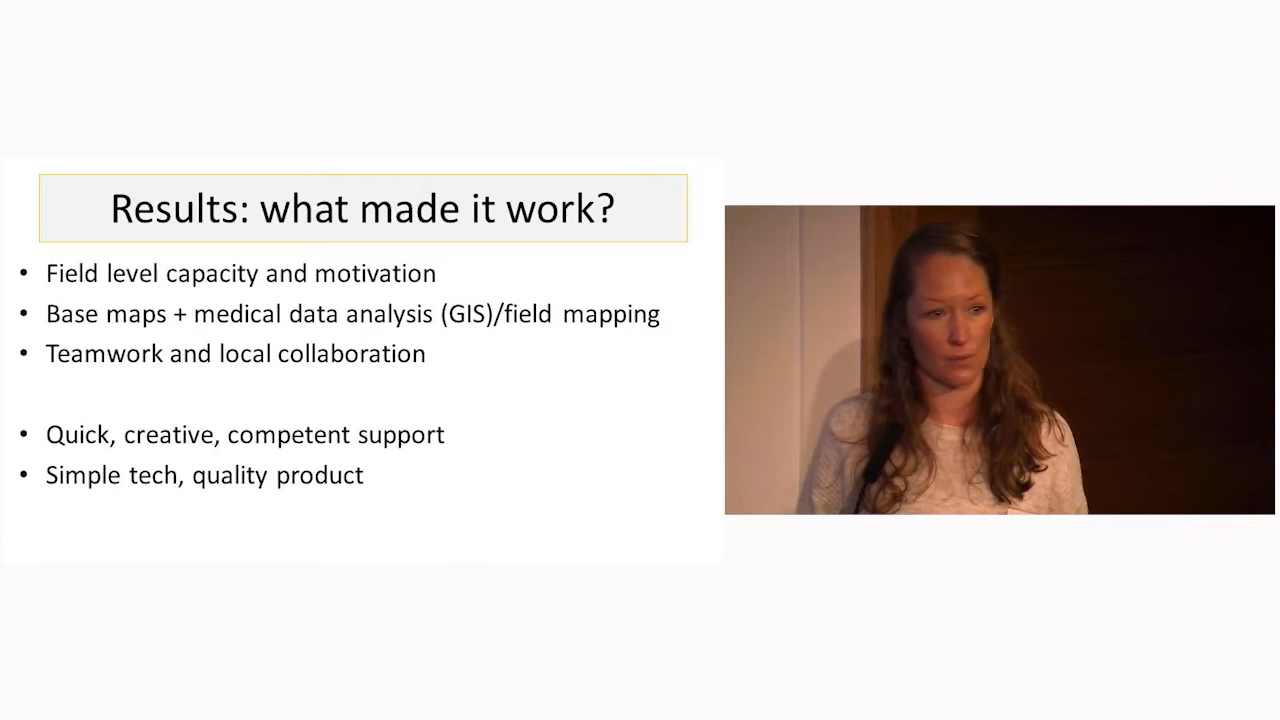 Results: what made it work?
• Field level capacity and motivation
• Base maps + medical data analysis (GIS)/field mapping
• Teamwork and local collaboration
• Quick, creative, competent support
• Simple tech, quality product